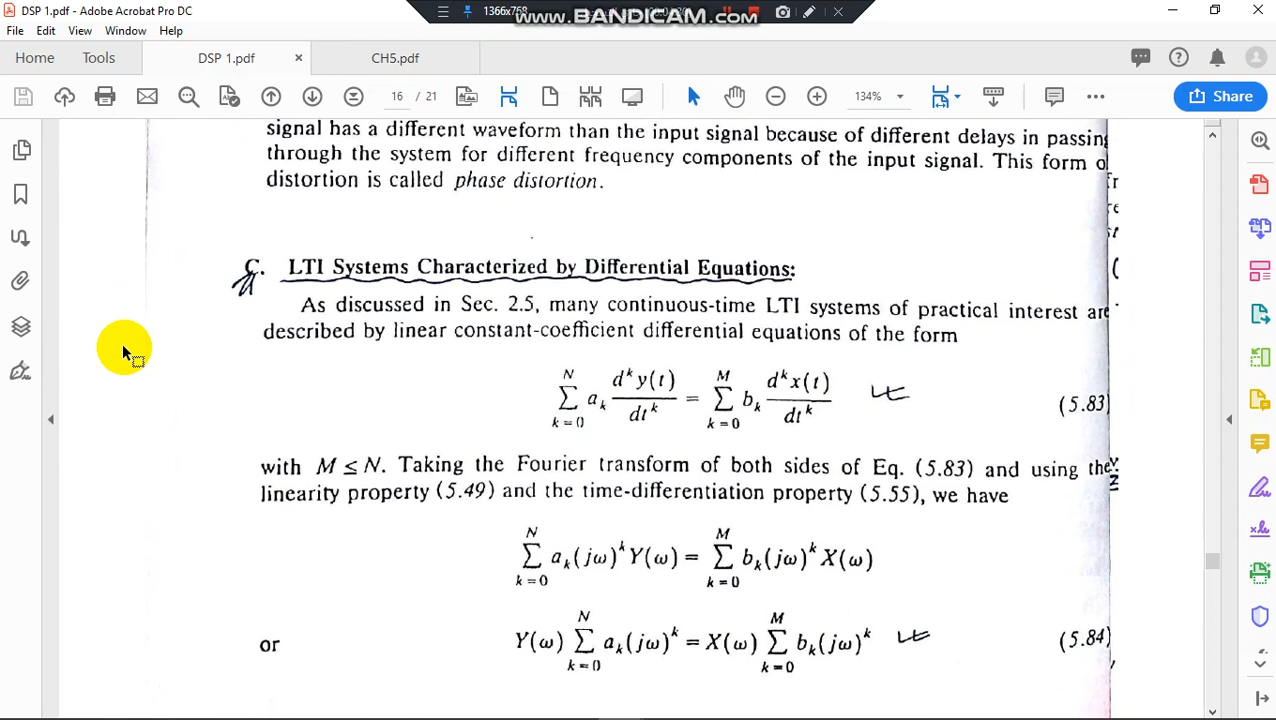 DSP 1.pdf - Adobe Acrobat Pro DC
1366x768
www.BANDICAM.com
File Edit View Window Help
Home Tools DSP 1.pdf × CH5.pdf
16 / 21 134% Share
signal has a different waveform than the input signal because of different delays in passing
through the system for different frequency components of the input signal. This form o
distortion is called phase distortion.
C. LTI Systems Characterized by Differential Equations:
As discussed in Sec. 2.5, many continuous-time LTI systems of practical interest are
described by linear constant-coefficient differential equations of the form
N M
∑ a_k d^k y(t) / dt^k = ∑ b_k d^k x(t) / dt^k (5.83
k=0 k=0
with M ≤ N. Taking the Fourier transform of both sides of Eq. (5.83) and using the
linearity property (5.49) and the time-differentiation property (5.55), we have
N M
∑ a_k(jω)^k Y(ω) = ∑ b_k(jω)^k X(ω)
k=0 k=0
N M
or Y(ω) ∑ a_k(jω)^k = X(ω) ∑ b_k(jω)^k (5.84)
k=0 k=0